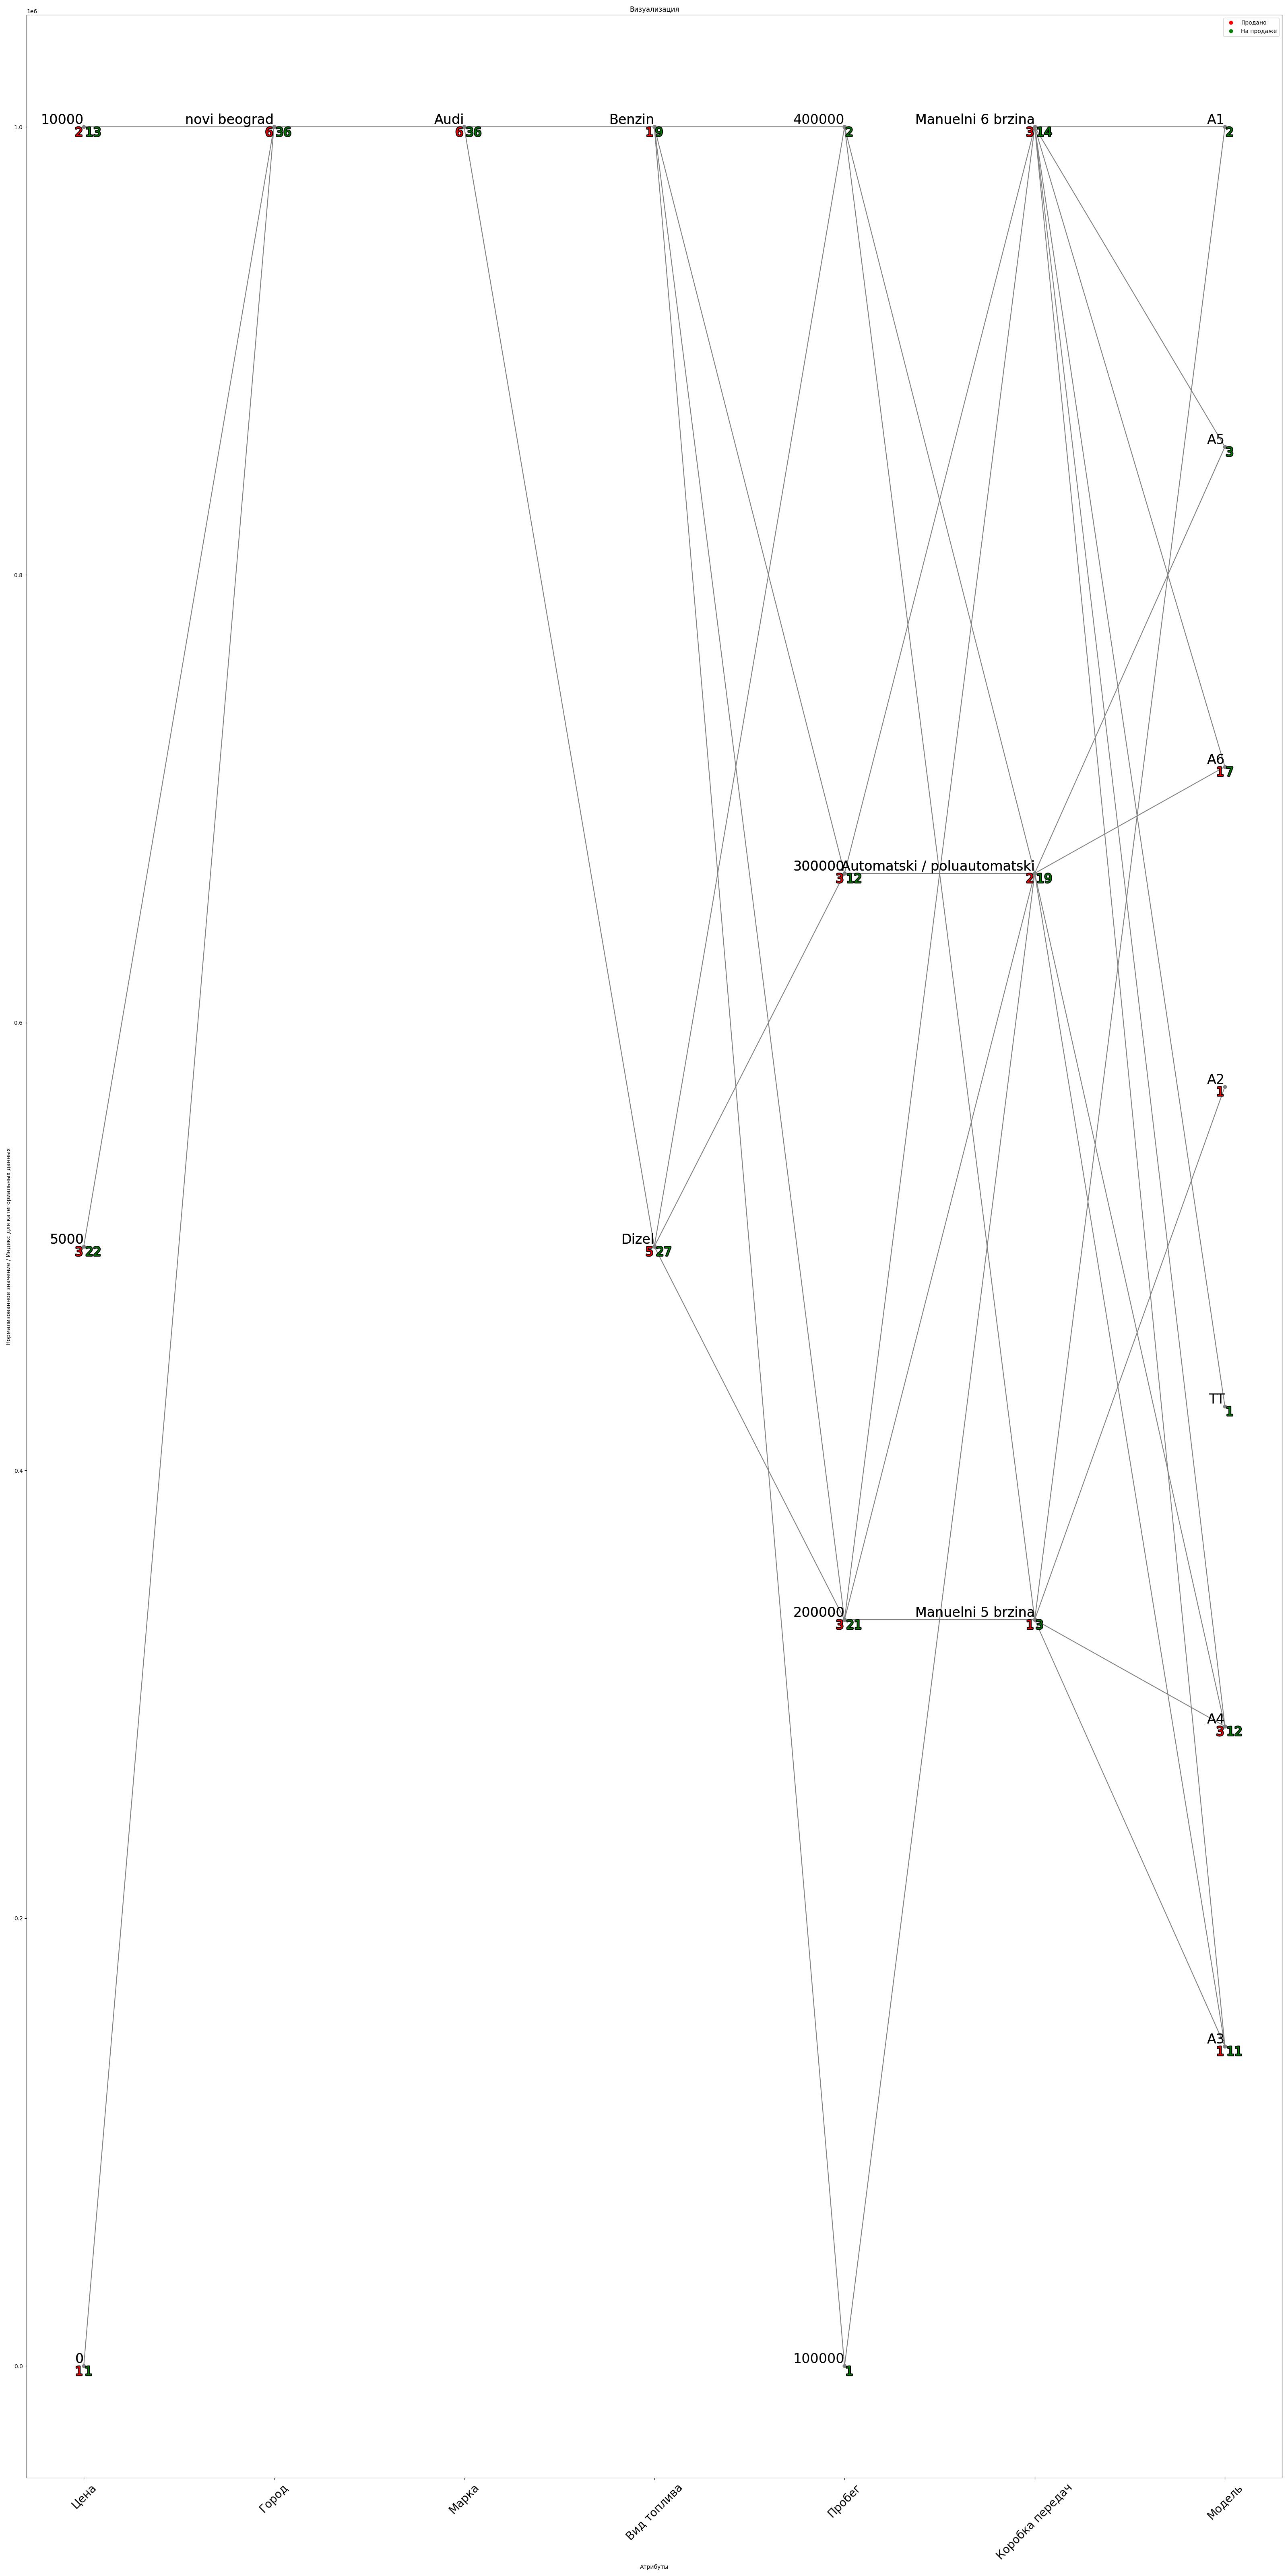 Визуализация
1e6
Продано
На продаже
10000
2 13
novi beograd
6 36
Audi
6 36
Benzin
1 9
400000
2
Manuelni 6 brzina
3 14
A1
2
1.0
A5
3
0.8
A6
1 7
300000
3 12
Automatski / poluautomatski
2 19
A2
1
0.6
5000
3 22
Dizel
5 27
TT
1
0.4
200000
3 21
Manuelni 5 brzina
1 3
A4
3 12
0.2
A3
1 11
0
1 1
100000
1
0.0
Нормализованное значение / Индекс для категориальных данных
Цена
Город
Марка
Вид топлива
Пробег
Коробка передач
Модель
Атрибуты